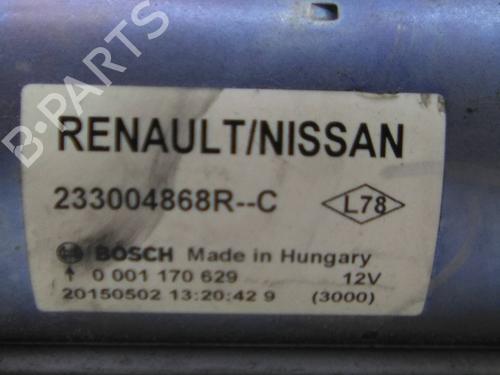 B-PARTS
RENAULT/NISSAN
233004868R--C
L78
BOSCH Made in Hungary
0 001 170 629 12V
20150502 13:20:42 9 (3000)
B-PARTS